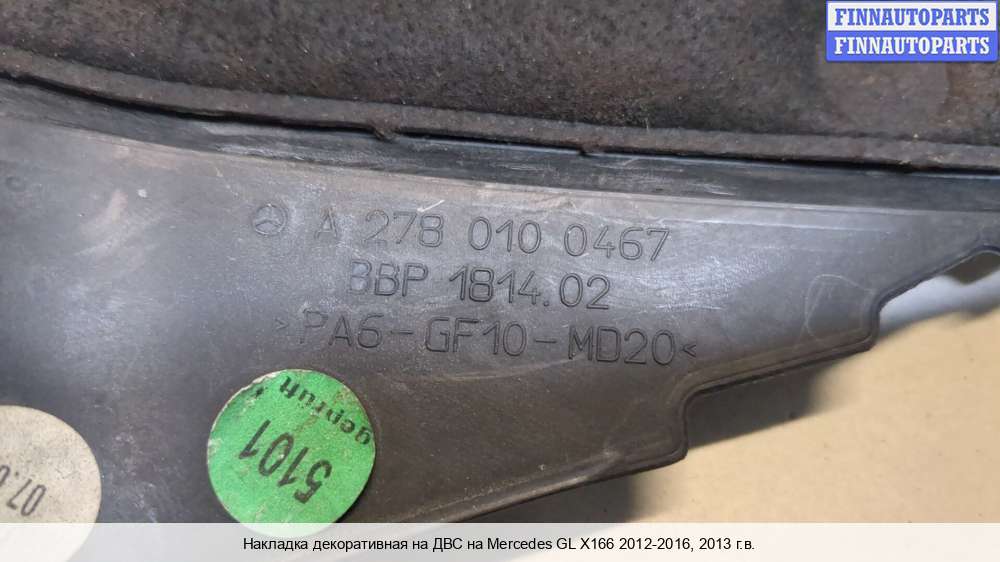 FINNAUTOPARTS
FINNAUTOPARTS
A 278 010 0467
BBP 1814.02
>PA6-GF10-MD20<
geprüft
5101
Накладка декоративная на ДВС на Mercedes GL X166 2012-2016, 2013 г.в.